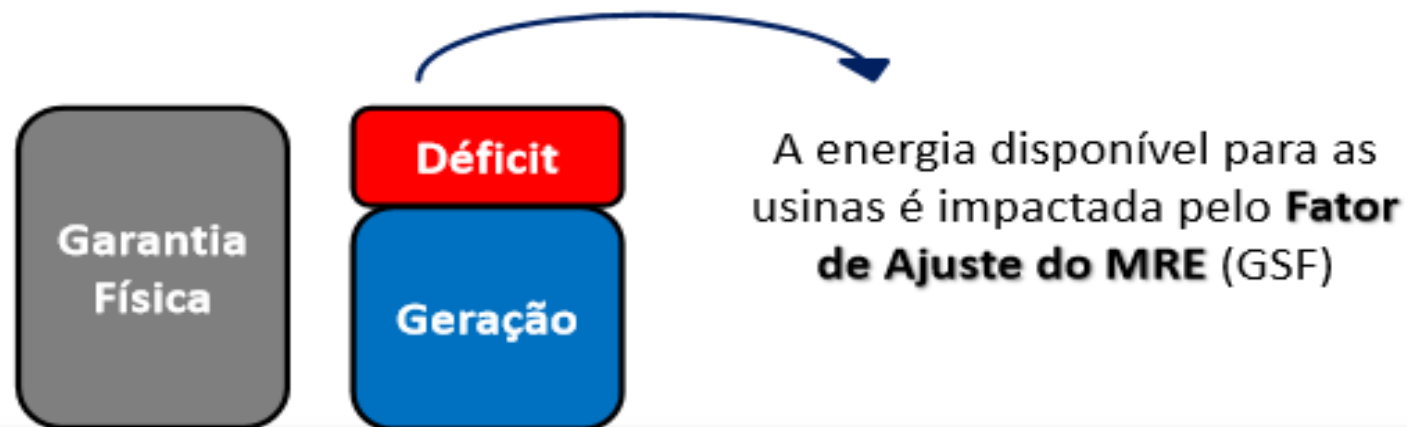 Garantia
Física
Déficit
Geração
A energia disponível para as
usinas é impactada pelo Fator
de Ajuste do MRE (GSF)